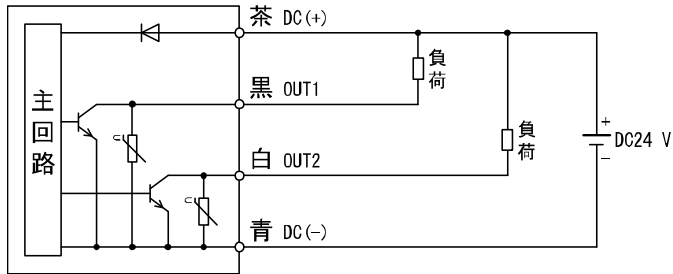 茶 DC(+)
負荷
主回路
黒 OUT1
負荷
+
DC24 V
-
白 OUT2
青 DC(-)